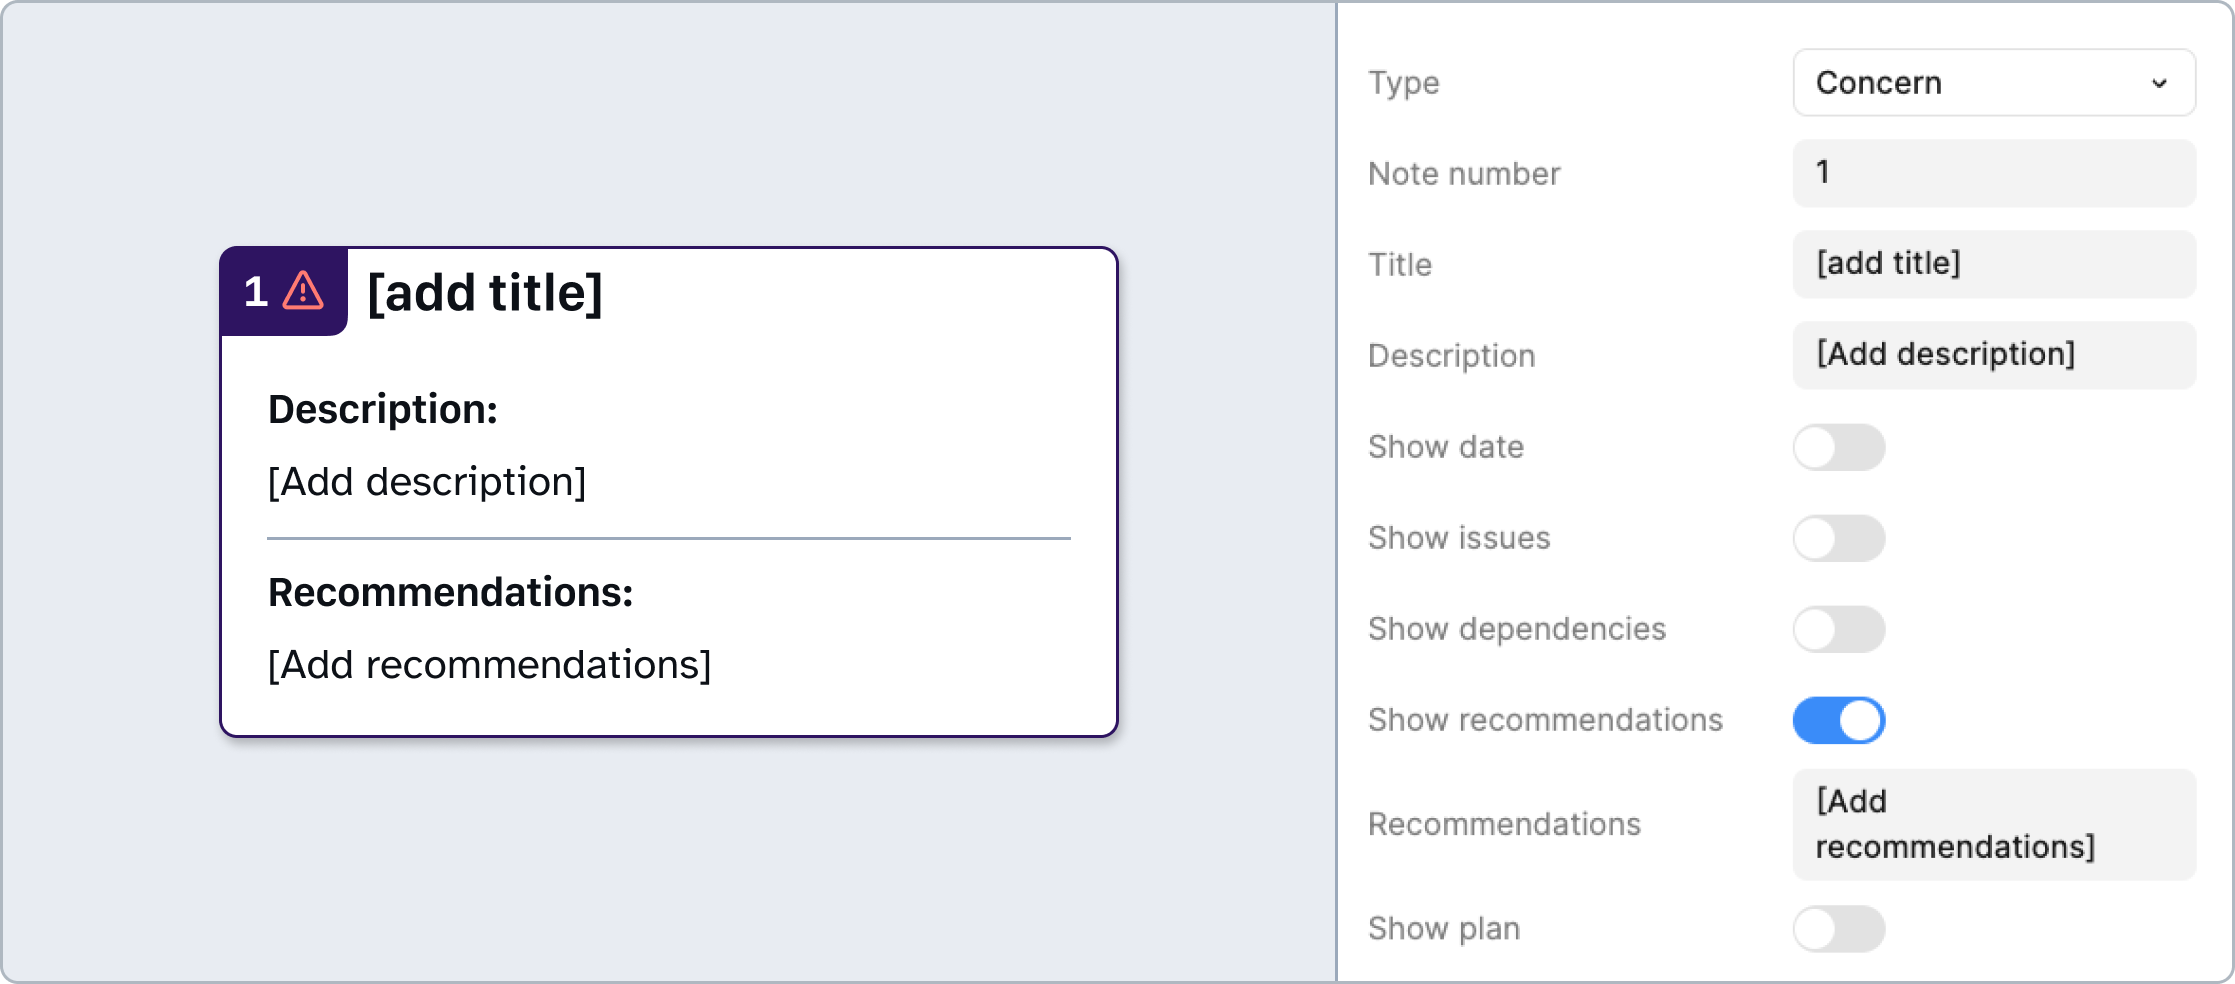 1 [add title]
Description:
[Add description]
Recommendations:
[Add recommendations]
Type Concern
Note number 1
Title [add title]
Description [Add description]
Show date
Show issues
Show dependencies
Show recommendations
Recommendations [Add
recommendations]
Show plan